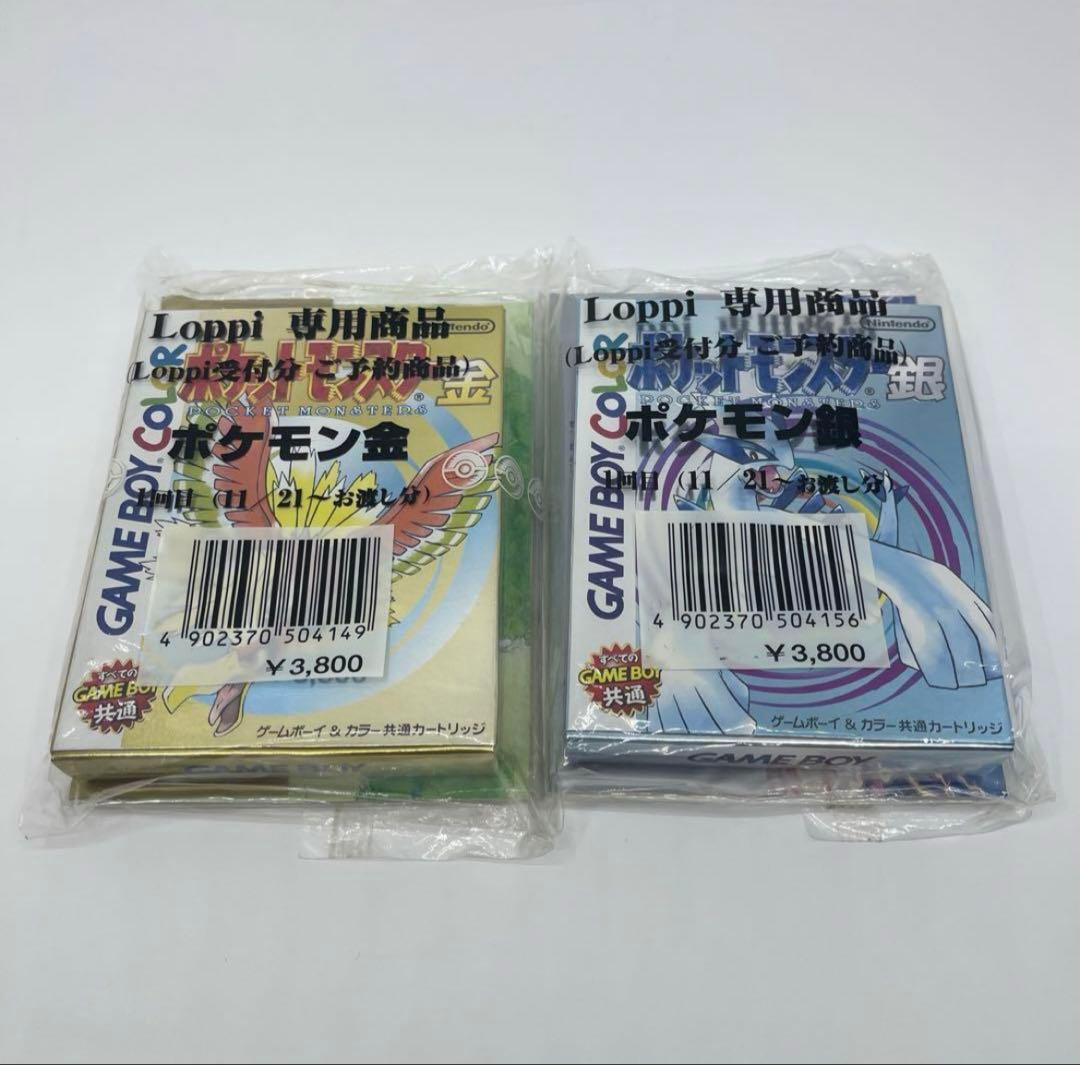 Loppi 専用商品
(Loppi受付分 ご予約商品)
Nintendo
ポケットモンスター 金
POCKET MONSTERS
ポケモン金
1回目 (11/21～お渡し分)
GAME BOY COLOR
4 902370 504149
￥3,800
すべての
GAME BOY
共通
ゲームボーイ & カラー共通カートリッジ
GAME BOY
Loppi 専用商品
(Loppi受付分 ご予約商品)
Nintendo
ポケットモンスター 銀
POCKET MONSTERS
ポケモン銀
1回目 (11/21～お渡し分)
GAME BOY COLOR
4 902370 504156
￥3,800
すべての
GAME BOY
共通
ゲームボーイ & カラー共通カートリッジ
GAME BOY